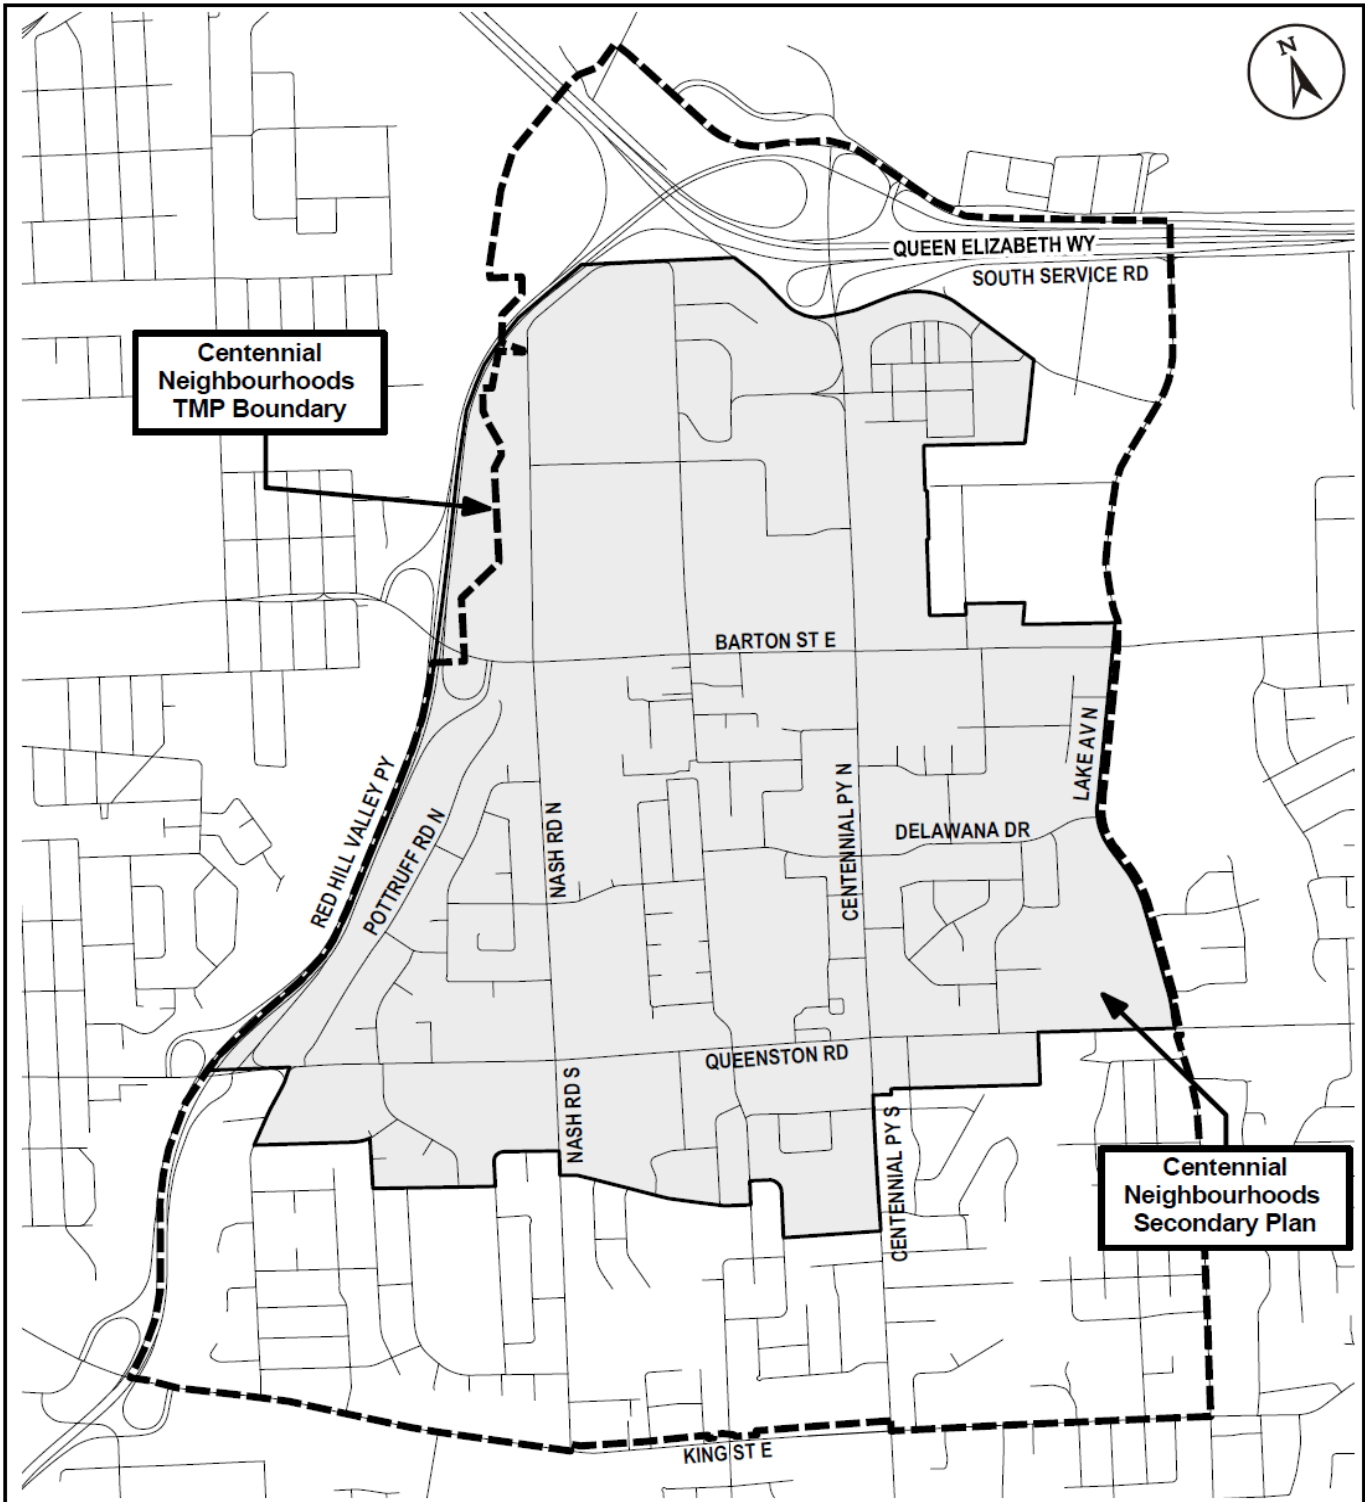 N
QUEEN ELIZABETH WY
SOUTH SERVICE RD
Centennial
Neighbourhoods
TMP Boundary
BARTON ST E
LAKE AV N
RED HILL VALLEY PY
POTTRUFF RD N
NASH RD N
CENTENNIAL PY N
DELAWANA DR
QUEENSTON RD
NASH RD S
CENTENNIAL PY S
Centennial
Neighbourhoods
Secondary Plan
KING ST E